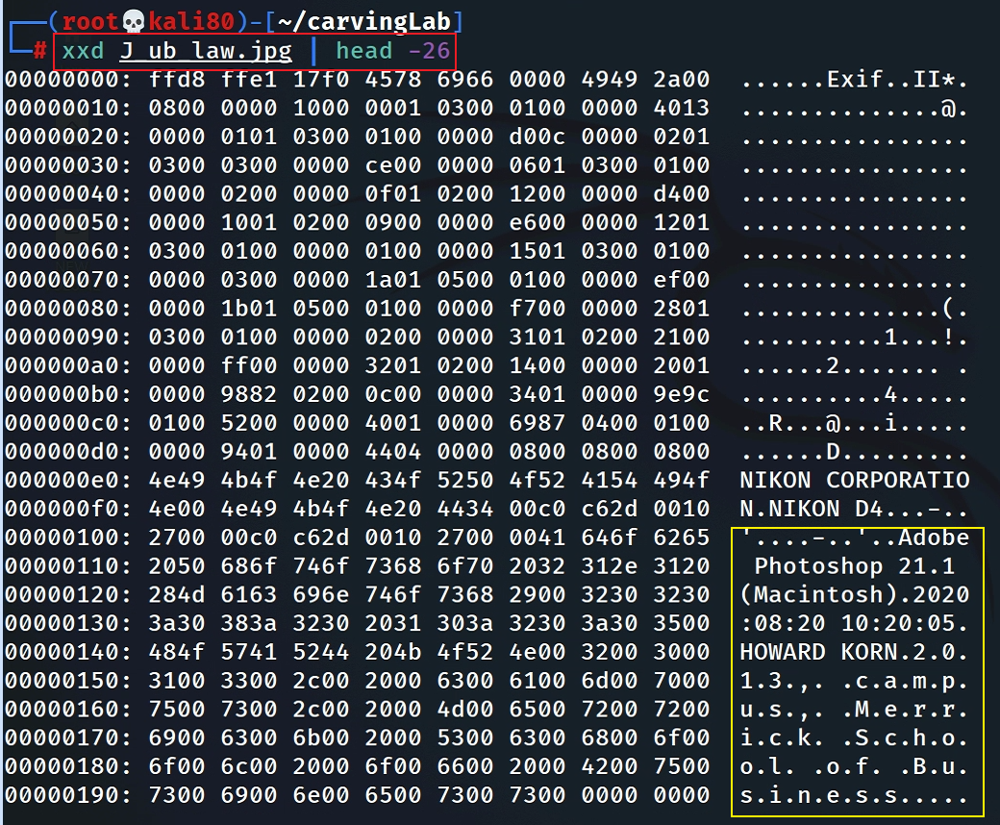 (root💀kali80)-[~/carvingLab]
# xxd J_ub_law.jpg | head -26
00000000: ffd8 ffe1 17f0 4578 6966 0000 4949 2a00  ......Exif..II*.
00000010: 0800 0000 1000 0001 0300 0100 0000 4013  ..............@.
00000020: 0000 0101 0300 0100 0000 d00c 0000 0201  ................
00000030: 0300 0300 0000 ce00 0000 0601 0300 0100  ................
00000040: 0000 0200 0000 0f01 0200 1200 0000 d400  ................
00000050: 0000 1001 0200 0900 0000 e600 0000 1201  ................
00000060: 0300 0100 0000 0100 0000 1501 0300 0100  ................
00000070: 0000 0300 0000 1a01 0500 0100 0000 ef00  ................
00000080: 0000 1b01 0500 0100 0000 f700 0000 2801  ..............(.
00000090: 0300 0100 0000 0200 0000 3101 0200 2100  ..........1...!.
000000a0: 0000 ff00 0000 3201 0200 1400 0000 2001  ......2....... .
000000b0: 0000 9882 0200 0c00 0000 3401 0000 9e9c  ..........4.....
000000c0: 0100 5200 0000 4001 0000 6987 0400 0100  ..R...@...i.....
000000d0: 0000 9401 0000 4404 0000 0800 0800 0800  ......D.........
000000e0: 4e49 4b4f 4e20 434f 5250 4f52 4154 494f  NIKON CORPORATIO
000000f0: 4e00 4e49 4b4f 4e20 4434 00c0 c62d 0010  N.NIKON D4...-..
00000100: 2700 00c0 c62d 0010 2700 0041 646f 6265  '....-..'..Adobe
00000110: 2050 686f 746f 7368 6f70 2032 312e 3120   Photoshop 21.1 
00000120: 284d 6163 696e 746f 7368 2900 3230 3230  (Macintosh).2020
00000130: 3a30 383a 3230 2031 303a 3230 3a30 3500  :08:20 10:20:05.
00000140: 484f 5741 5244 204b 4f52 4e00 3200 3000  HOWARD KORN.2.0.
00000150: 3100 3300 2c00 2000 6300 6100 6d00 7000  1.3.,. .c.a.m.p.
00000160: 7500 7300 2c00 2000 4d00 6500 7200 7200  u.s.,. .M.e.r.r.
00000170: 6900 6300 6b00 2000 5300 6300 6800 6f00  i.c.k. .S.c.h.o.
00000180: 6f00 6c00 2000 6f00 6600 2000 4200 7500  o.l. .o.f. .B.u.
00000190: 7300 6900 6e00 6500 7300 7300 0000 0000  s.i.n.e.s.s.....